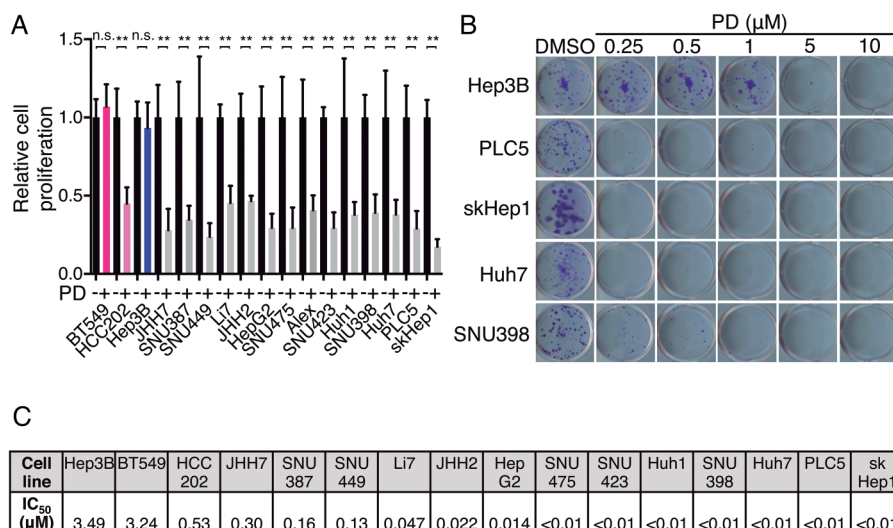 A
n.s. ** n.s. ** ** ** ** ** ** ** ** ** ** ** ** ** **
1.5
1.0
0.5
0.0
Relative cell
proliferation
PD -+-+-+-+-+-+-+-+-+-+-+-+-+-+-+-+-+
BT549
HCC202
Hep3B
JHH7
SNU387
SNU449
Li7
JHH2
HepG2
SNU475
Alex
SNU423
Huh1
SNU398
Huh7
PLC5
skHep1
B
PD (µM)
DMSO 0.25 0.5 1 5 10
Hep3B
PLC5
skHep1
Huh7
SNU398
C
Cell line Hep3B BT549 HCC 202 JHH7 SNU 387 SNU 449 Li7 JHH2 Hep G2 SNU 475 SNU 423 Huh1 SNU 398 Huh7 PLC5 sk Hep1
IC50 (µM) 3.49 3.24 0.53 0.30 0.16 0.13 0.047 0.022 0.014 <0.01 <0.01 <0.01 <0.01 <0.01 <0.01